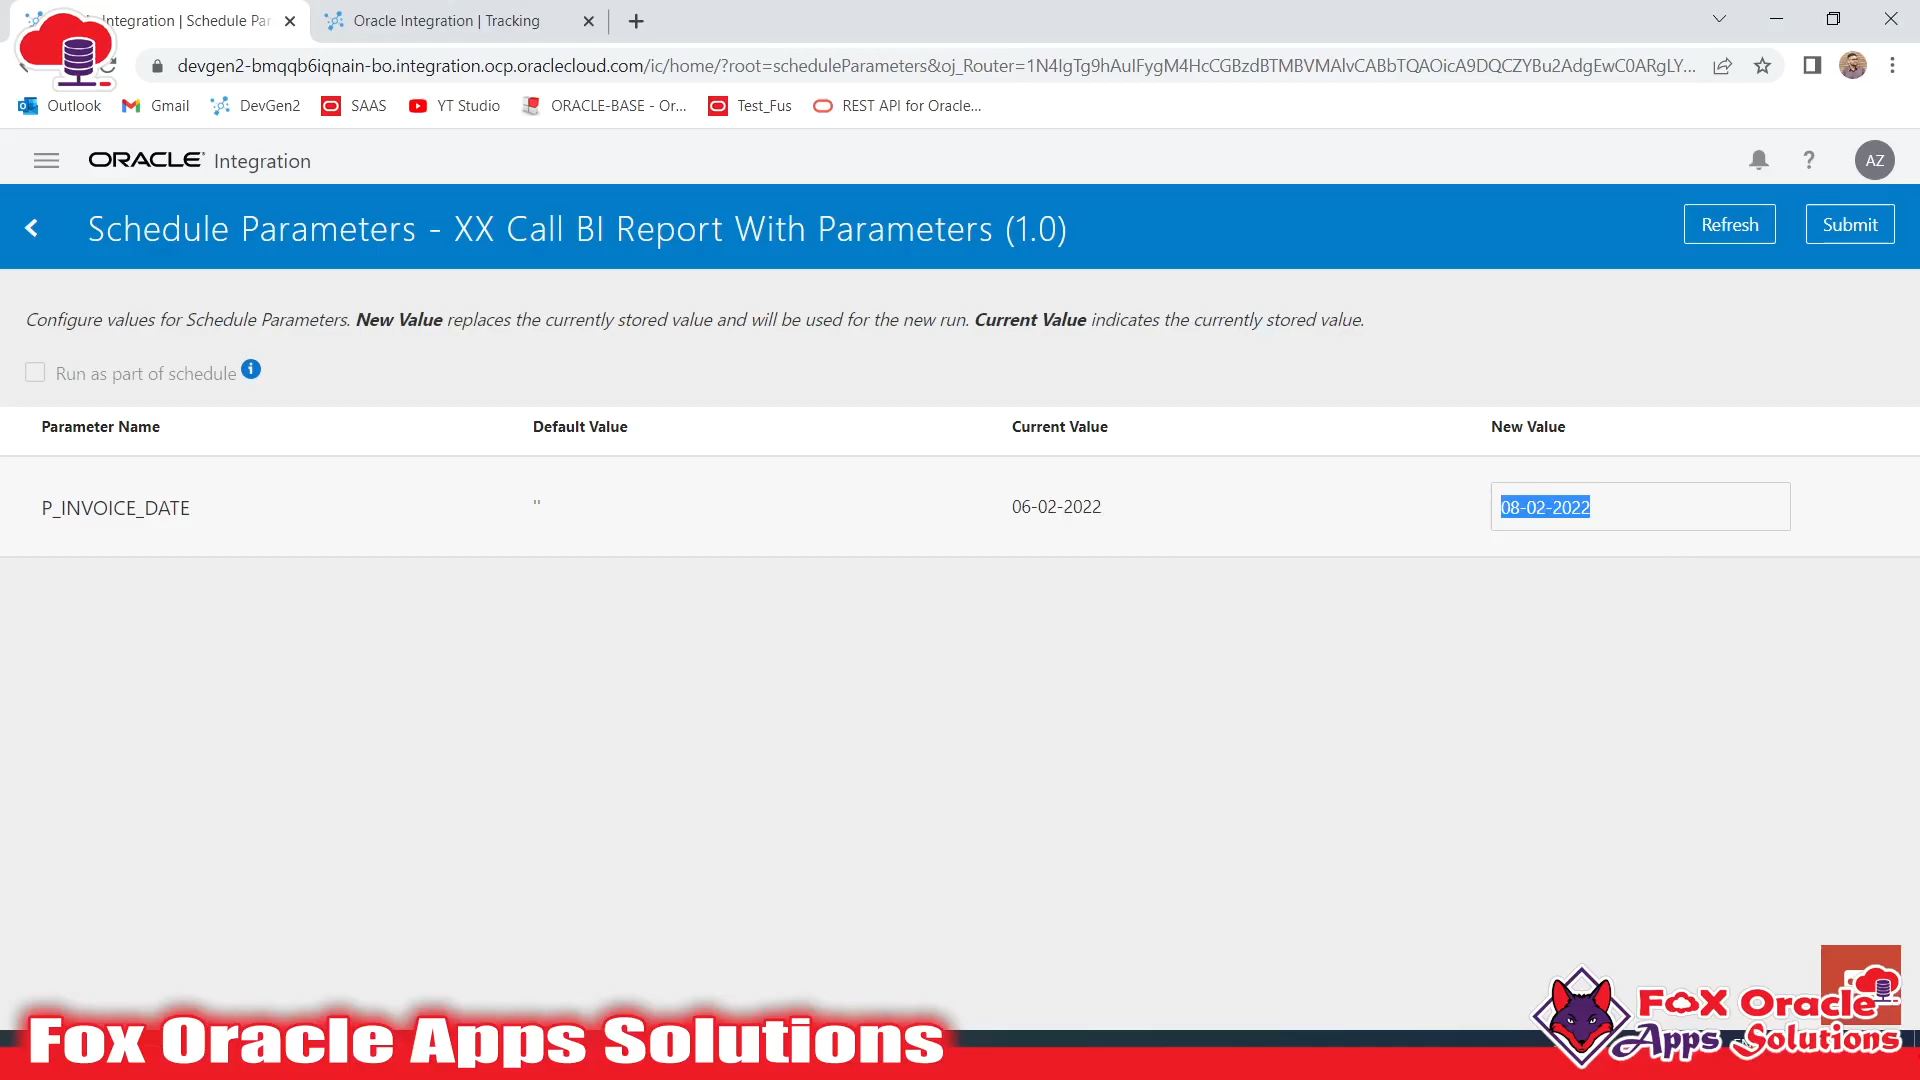 Integration | Schedule Par
Oracle Integration | Tracking
devgen2-bmqqb6iqnain-bo.integration.ocp.oraclecloud.com/ic/home/?root=scheduleParameters&oj_Router=1N4IgTg9hAuIFygM4HcCGBzdBTMBVMAlvCABbTQAOicA9DQCZYBu2AdgEwC0ARgLY...
Outlook
Gmail
DevGen2
SAAS
YT Studio
ORACLE-BASE - Or...
Test_Fus
REST API for Oracle...
ORACLE Integration
AZ
Schedule Parameters - XX Call BI Report With Parameters (1.0)
Refresh
Submit
Configure values for Schedule Parameters. New Value replaces the currently stored value and will be used for the new run. Current Value indicates the currently stored value.
Run as part of schedule
Parameter Name
Default Value
Current Value
New Value
P_INVOICE_DATE
''
06-02-2022
08-02-2022
Fox Oracle Apps Solutions
Fox Oracle
Apps Solutions